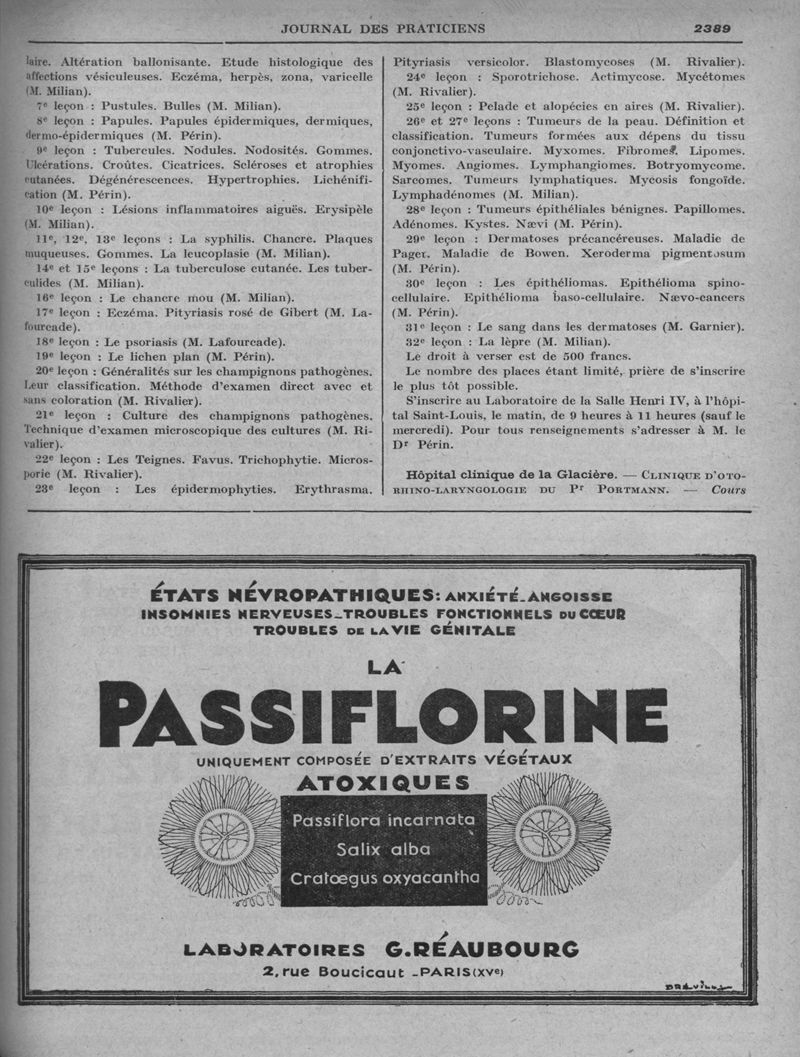 JOURNAL DES PRATICIENS 2389
laire. Altération ballonisante. Etude histologique des
affections vésiculeuses. Eczéma, herpès, zona, varicelle
(M. Milian).
7e leçon : Pustules. Bulles (M. Milian).
8e leçon : Papules. Papules épidermiques, dermiques,
dermo-épidermiques (M. Périn).
9e leçon : Tubercules. Nodules. Nodosités. Gommes.
Ulcérations. Croûtes. Cicatrices. Scléroses et atrophies
cutanées. Dégénérescences. Hypertrophies. Lichénifi-
cation (M. Périn).
10e leçon : Lésions inflammatoires aiguës. Erysipèle
(M. Milian).
11e, 12e, 13e leçons : La syphilis. Chancre. Plaques
muqueuses. Gommes. La leucoplasie (M. Milian).
14e et 15e leçons : La tuberculose cutanée. Les tuber-
culides (M. Milian).
16e leçon : Le chancre mou (M. Milian).
17e leçon : Eczéma. Pityriasis rosé de Gibert (M. La-
fourcade).
18e leçon : Le psoriasis (M. Lafourcade).
19e leçon : Le lichen plan (M. Périn).
20e leçon : Généralités sur les champignons pathogènes.
Leur classification. Méthode d'examen direct avec et
sans coloration (M. Rivalier).
21e leçon : Culture des champignons pathogènes.
Technique d'examen microscopique des cultures (M. Ri-
valier).
22e leçon : Les Teignes. Favus. Trichophytie. Micros-
porie (M. Rivalier).
23e leçon : Les épidermophyties. Erythrasma.
Pityriasis versicolor. Blastomycoses (M. Rivalier).
24e leçon : Sporotrichose. Actimycose. Mycétomes
(M. Rivalier).
25e leçon : Pelade et alopécies en aires (M. Rivalier).
26e et 27e leçons : Tumeurs de la peau. Définition et
classification. Tumeurs formées aux dépens du tissu
conjonctivo-vasculaire. Myxomes. Fibromes. Lipomes.
Myomes. Angiomes. Lymphangiomes. Botryomycome.
Sarcomes. Tumeurs lymphatiques. Mycosis fongoïde.
Lymphadénomes (M. Milian).
28e leçon : Tumeurs épithéliales bénignes. Papillomes.
Adénomes. Kystes. Nævi (M. Périn).
29e leçon : Dermatoses précancéreuses. Maladie de
Paget. Maladie de Bowen. Xeroderma pigmentosum
(M. Périn).
30e leçon : Les épithéliomas. Epithélioma spino-
cellulaire. Epithélioma baso-cellulaire. Nævo-cancers
(M. Périn).
31e leçon : Le sang dans les dermatoses (M. Garnier).
32e leçon : La lèpre (M. Milian).
Le droit à verser est de 500 francs.
Le nombre des places étant limité, prière de s'inscrire
le plus tôt possible.
S'inscrire au Laboratoire de la Salle Henri IV, à l'hôpi-
tal Saint-Louis, le matin, de 9 heures à 11 heures (sauf le
mercredi). Pour tous renseignements s'adresser à M. le
Dr Périn.
Hôpital clinique de la Glacière. — CLINIQUE D'OTO-
RHINO-LARYNGOLOGIE DU Pr PORTMANN. — Cours
ÉTATS NÉVROPATHIQUES: ANXIÉTÉ_ANGOISSE
INSOMNIES NERVEUSES_TROUBLES FONCTIONNELS DU CŒUR
TROUBLES DE LA VIE GÉNITALE
LA
PASSIFLORINE
UNIQUEMENT COMPOSÉE D'EXTRAITS VÉGÉTAUX
ATOXIQUES
Passiflora incarnata
Salix alba
Cratœgus oxyacantha
LABORATOIRES G.RÉAUBOURG
2, rue Boucicaut _PARIS (XVe)